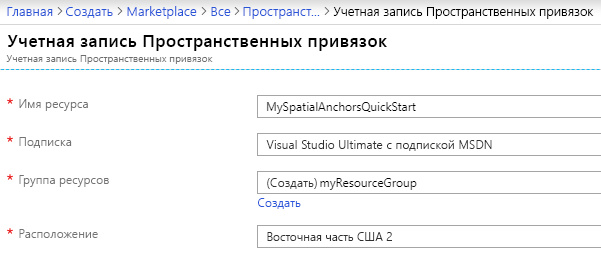 Главная > Создать > Marketplace > Все > Пространст... > Учетная запись Пространственных привязок
Учетная запись Пространственных привязок
Учетная запись Пространственных привязок
* Имя ресурса MySpatialAnchorsQuickStart
* Подписка Visual Studio Ultimate с подпиской MSDN
* Группа ресурсов (Создать) myResourceGroup
Создать
* Расположение Восточная часть США 2